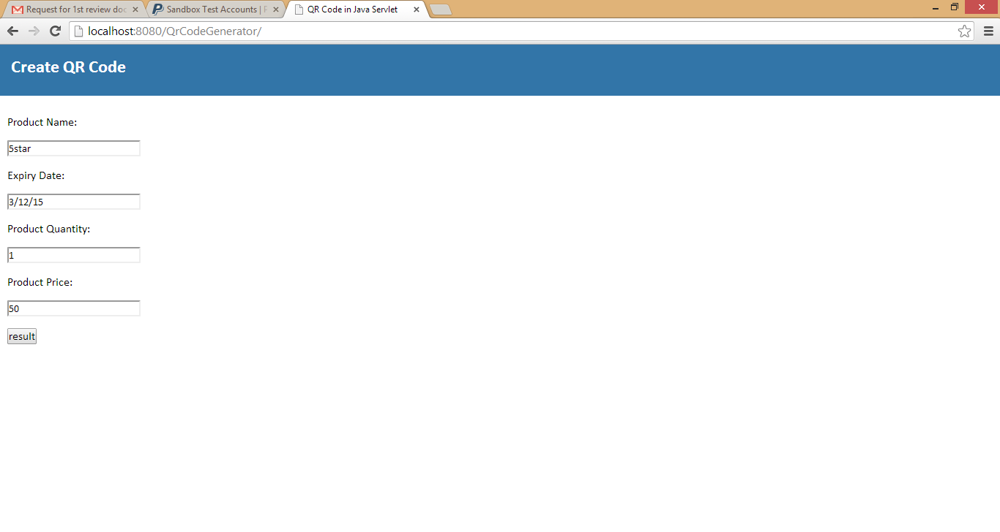 Request for 1st review doc
Sandbox Test Accounts |
QR Code in Java Servlet
localhost:8080/QrCodeGenerator/
Create QR Code
Product Name:
5star
Expiry Date:
3/12/15
Product Quantity:
1
Product Price:
50
result